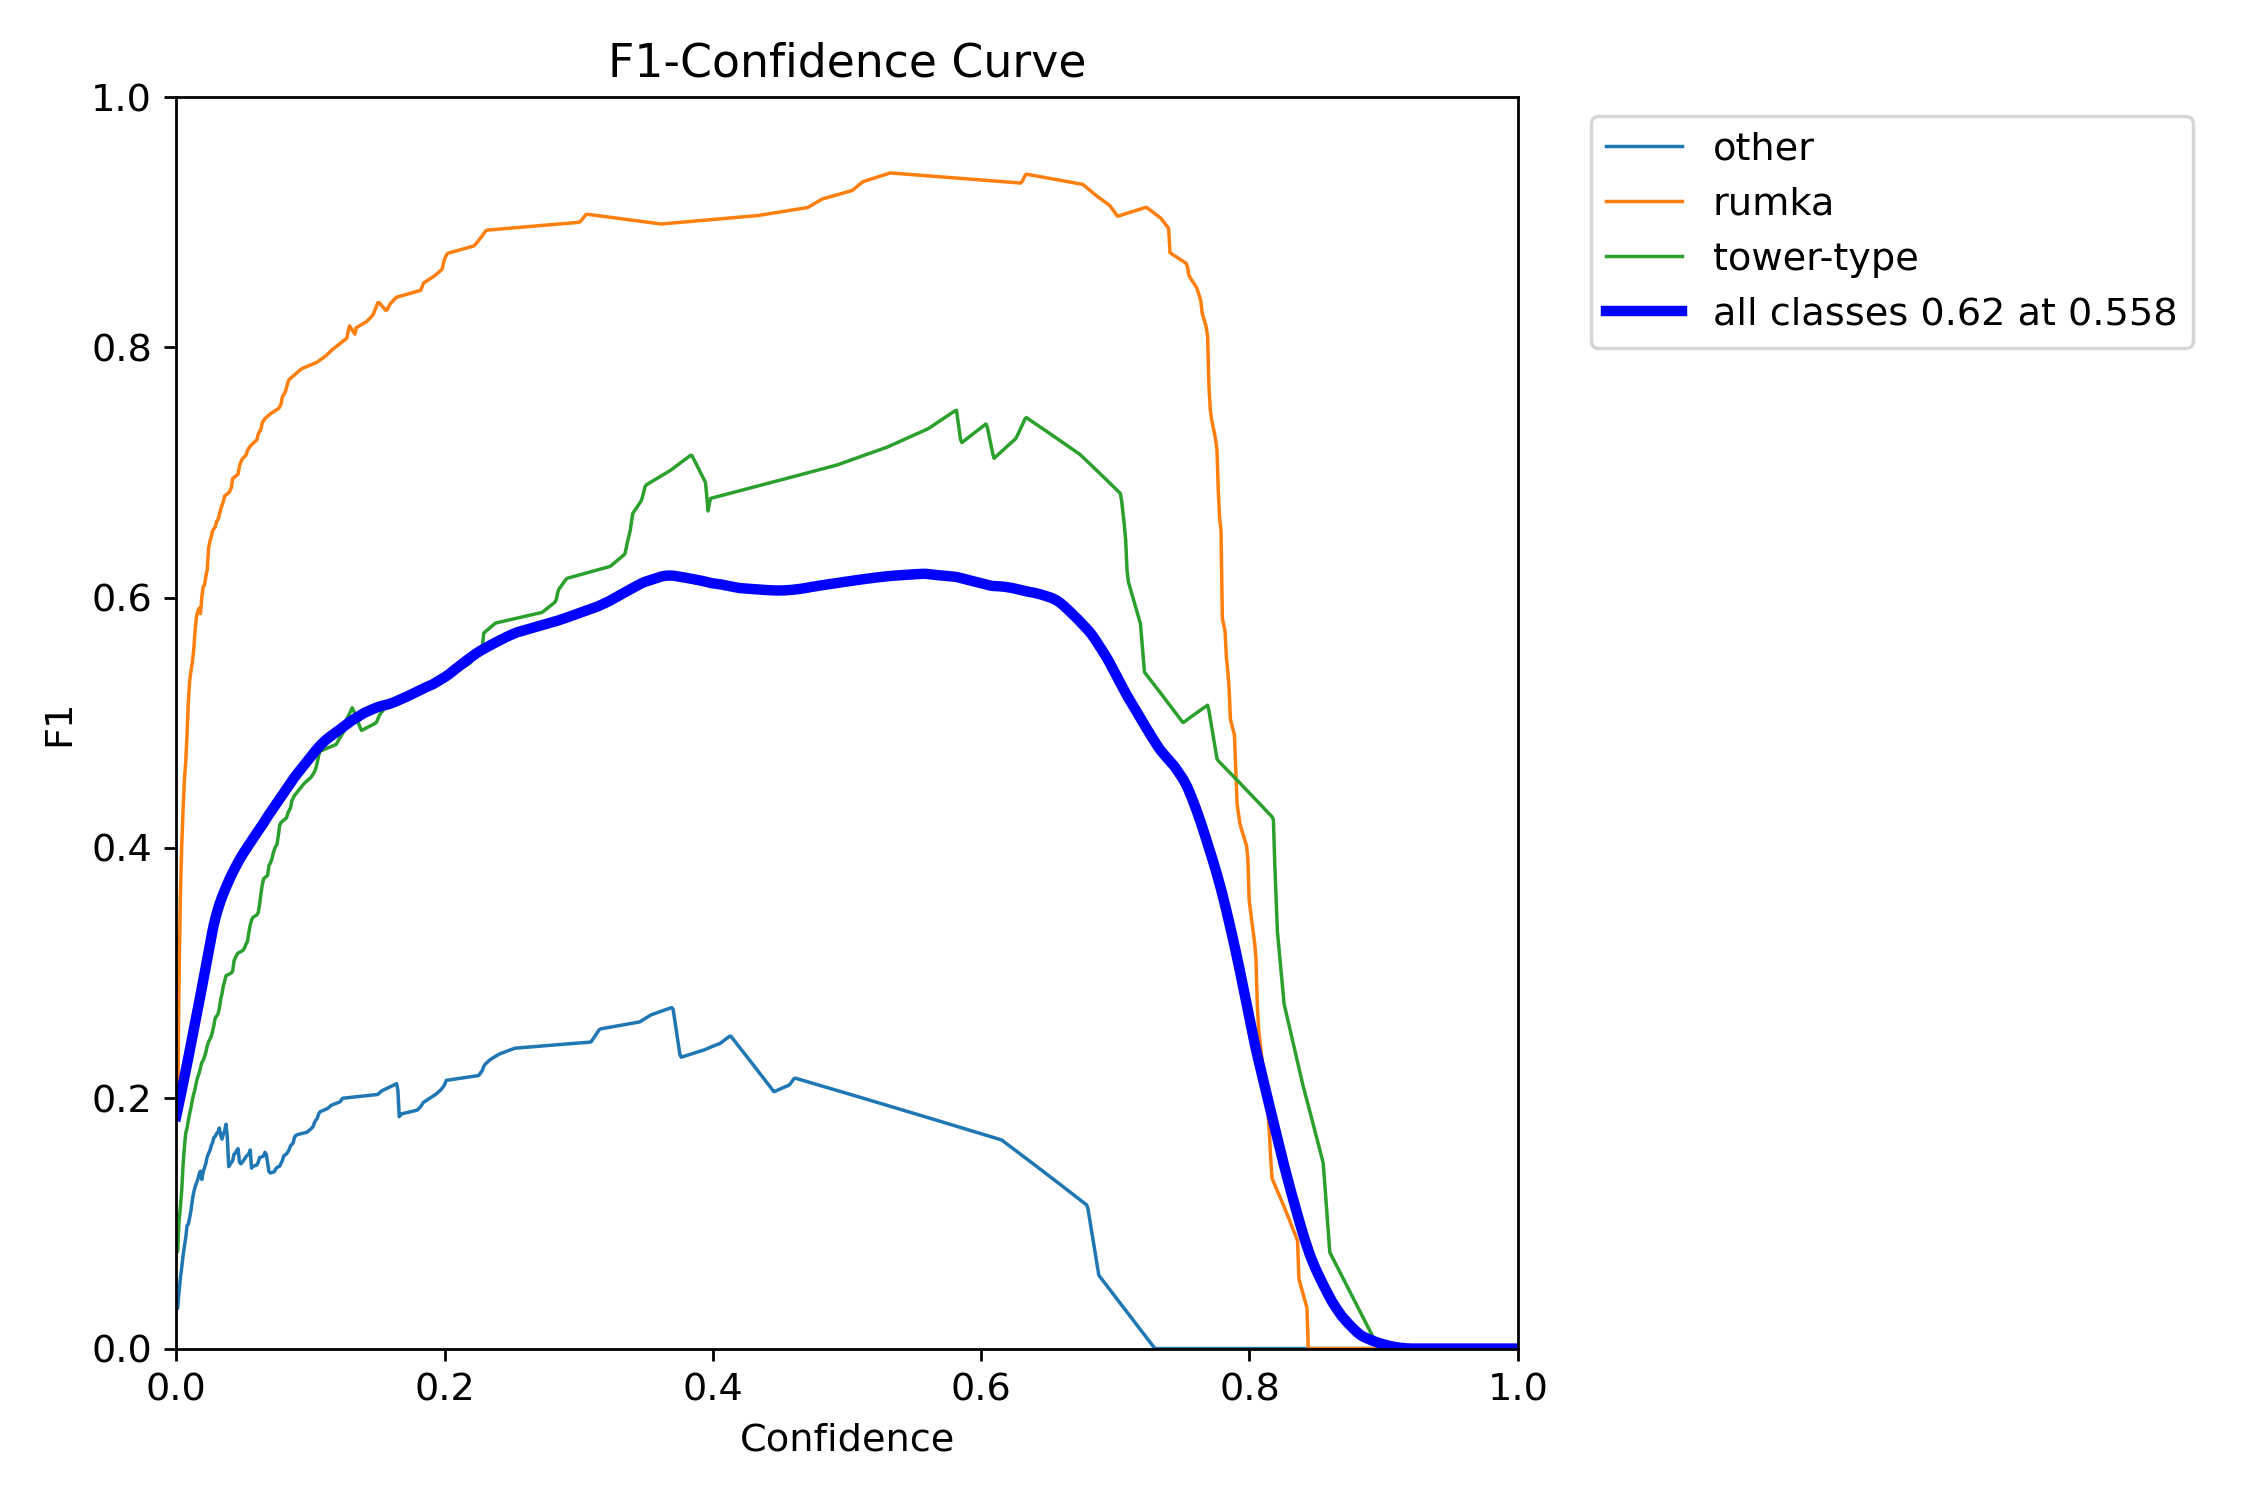 F1-Confidence Curve
1.0
0.8
0.6
0.4
0.2
0.0
F1
0.0 0.2 0.4 0.6 0.8 1.0
Confidence
other
rumka
tower-type
all classes 0.62 at 0.558